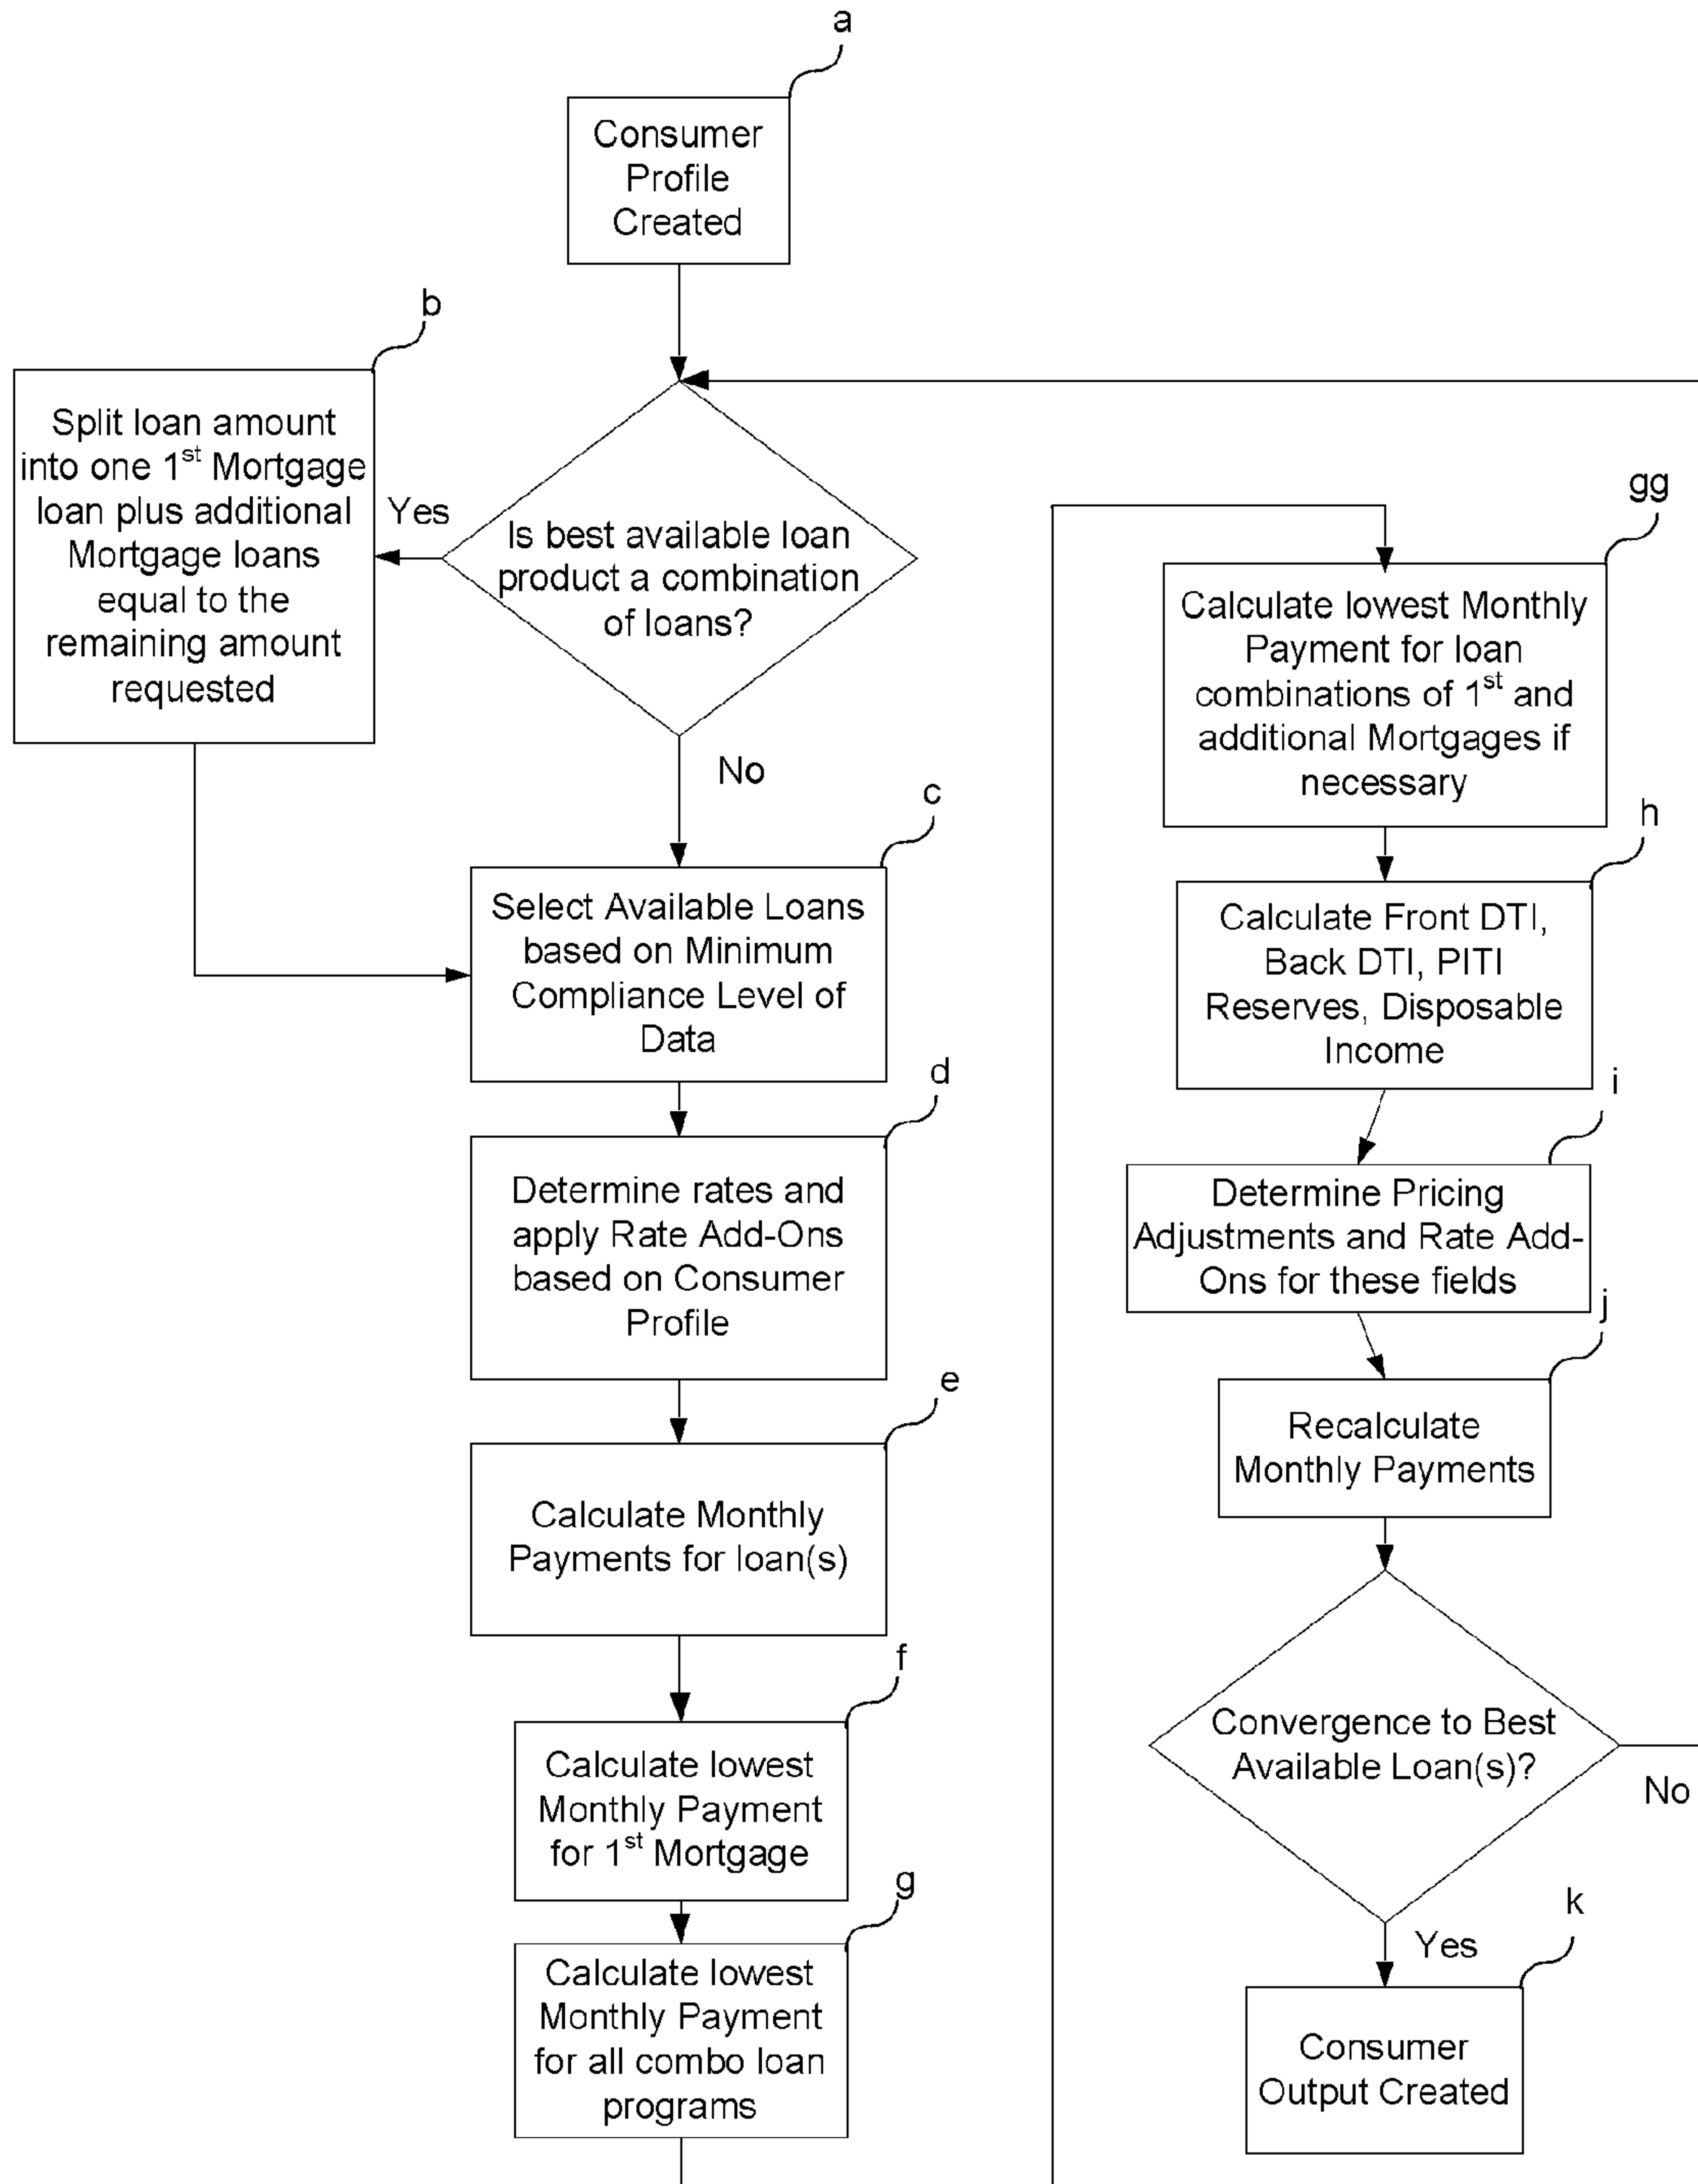 a
Consumer
Profile
Created
b
Split loan amount
into one 1st Mortgage
loan plus additional
Mortgage loans
equal to the
remaining amount
requested
Yes
Is best available loan
product a combination
of loans?
No
c
Select Available Loans
based on Minimum
Compliance Level of
Data
d
Determine rates and
apply Rate Add-Ons
based on Consumer
Profile
e
Calculate Monthly
Payments for loan(s)
f
Calculate lowest
Monthly Payment
for 1st Mortgage
g
Calculate lowest
Monthly Payment
for all combo loan
programs
gg
Calculate lowest Monthly
Payment for loan
combinations of 1st and
additional Mortgages if
necessary
h
Calculate Front DTI,
Back DTI, PITI
Reserves, Disposable
Income
i
Determine Pricing
Adjustments and Rate Add-
Ons for these fields
j
Recalculate
Monthly Payments
Convergence to Best
Available Loan(s)?
No
Yes
k
Consumer
Output Created